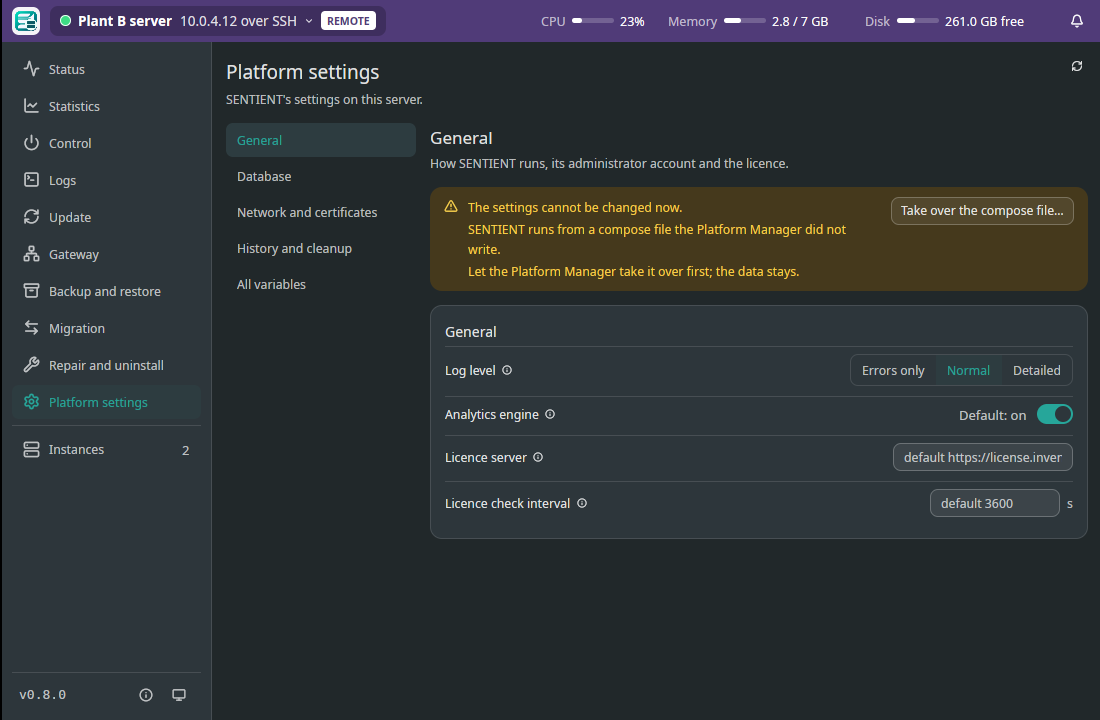 Plant B server 10.0.4.12 over SSH REMOTE CPU 23% Memory 2.8 / 7 GB Disk 261.0 GB free
Status
Statistics
Control
Logs
Update
Gateway
Backup and restore
Migration
Repair and uninstall
Platform settings
Instances 2
v0.8.0
Platform settings
SENTIENT's settings on this server.
General
Database
Network and certificates
History and cleanup
All variables
General
How SENTIENT runs, its administrator account and the licence.
The settings cannot be changed now.
SENTIENT runs from a compose file the Platform Manager did not
write.
Let the Platform Manager take it over first; the data stays.
Take over the compose file...
General
Log level Errors only Normal Detailed
Analytics engine Default: on
Licence server default https://license.inver
Licence check interval default 3600 s